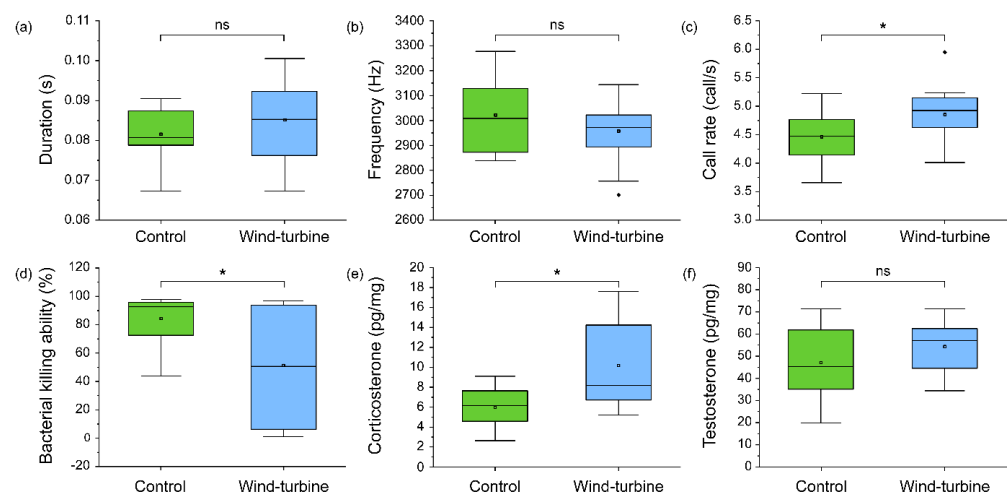 (a)
ns
Duration (s)
0.11
0.10
0.09
0.08
0.07
0.06
Control Wind-turbine
(b)
ns
Frequency (Hz)
3400
3300
3200
3100
3000
2900
2800
2700
2600
Control Wind-turbine
(c)
*
Call rate (call/s)
6.5
6.0
5.5
5.0
4.5
4.0
3.5
3.0
Control Wind-turbine
(d)
*
Bacterial killing ability (%)
120
100
80
60
40
20
0
-20
Control Wind-turbine
(e)
*
Corticosterone (pg/mg)
20
18
16
14
12
10
8
6
4
2
0
Control Wind-turbine
(f)
ns
Testosterone (pg/mg)
90
80
70
60
50
40
30
20
10
0
Control Wind-turbine